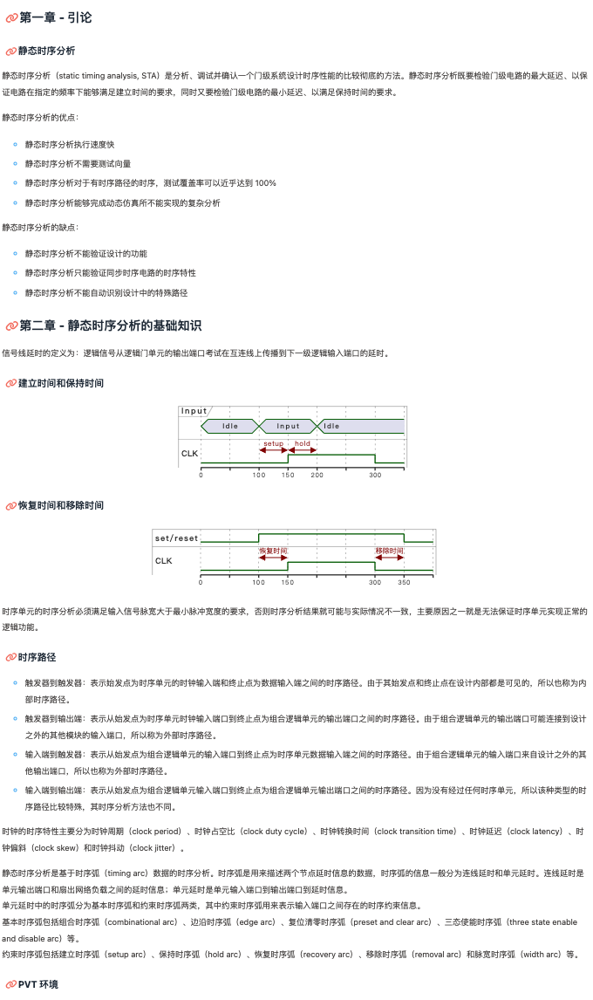 第一章 - 引论
静态时序分析
静态时序分析（static timing analysis, STA）是分析、调试并确认一个门级系统设计时序性能的比较彻底的方法。静态时序分析既要检验门级电路的最大延迟、以保
证电路在指定的频率下能够满足建立时间的要求，同时又要检验门级电路的最小延迟、以满足保持时间的要求。
静态时序分析的优点：
静态时序分析执行速度快
静态时序分析不需要测试向量
静态时序分析对于有时序路径的时序，测试覆盖率可以近乎达到 100%
静态时序分析能够完成动态仿真所不能实现的复杂分析
静态时序分析的缺点：
静态时序分析不能验证设计的功能
静态时序分析只能验证同步时序电路的时序特性
静态时序分析不能自动识别设计中的特殊路径
第二章 - 静态时序分析的基础知识
信号线延时的定义为：逻辑信号从逻辑门单元的输出端口考试在互连线上传播到下一级逻辑输入端口的延时。
建立时间和保持时间
Input
Idle Input Idle
setup hold
CLK
0 100 150 200 300
恢复时间和移除时间
set/reset
恢复时间 移除时间
CLK
0 100 150 300 350
时序单元的时序分析必须满足输入信号脉宽大于最小脉冲宽度的要求，否则时序分析结果就可能与实际情况不一致，主要原因之一就是无法保证时序单元实现正常的
逻辑功能。
时序路径
触发器到触发器：表示始发点为时序单元的时钟输入端和终止点为数据输入端之间的时序路径。由于其始发点和终止点在设计内部都是可见的，所以也称为内
部时序路径。
触发器到输出端：表示从始发点为时序单元时钟输入端口到终止点为组合逻辑单元的输出端口之间的时序路径。由于组合逻辑单元的输出端口可能连接到设计
之外的其他模块的输入端口，所以称为外部时序路径。
输入端到触发器：表示从始发点为组合逻辑单元的输入端口到终止点为时序单元数据输入端之间的时序路径。由于组合逻辑单元的输入端口来自设计之外的其
他输出端口，所以也称为外部时序路径。
输入端到输出端：表示从始发点为组合逻辑单元输入端口到终止点为组合逻辑单元输出端口之间的时序路径。因为没有经过任何时序单元，所以该种类型的时
序路径比较特殊，其时序分析方法也不同。
时钟的时序特性主要分为时钟周期（clock period）、时钟占空比（clock duty cycle）、时钟转换时间（clock transition time）、时钟延迟（clock latency）、时
钟偏斜（clock skew）和时钟抖动（clock jitter）。
静态时序分析是基于时序弧（timing arc）数据的时序分析。时序弧是用来描述两个节点延时信息的数据，时序弧的信息一般分为连线延时和单元延时。连线延时是
单元输出端口和扇出网络负载之间的延时信息；单元延时是单元输入端口到输出端口到延时信息。
单元延时中的时序弧分为基本时序弧和约束时序弧两类，其中约束时序弧用来表示输入端口之间存在的时序约束信息。
基本时序弧包括组合时序弧（combinational arc）、边沿时序弧（edge arc）、复位清零时序弧（preset and clear arc）、三态使能时序弧（three state enable
and disable arc）等。
约束时序弧包括建立时序弧（setup arc）、保持时序弧（hold arc）、恢复时序弧（recovery arc）、移除时序弧（removal arc）和脉宽时序弧（width arc）等。
PVT 环境